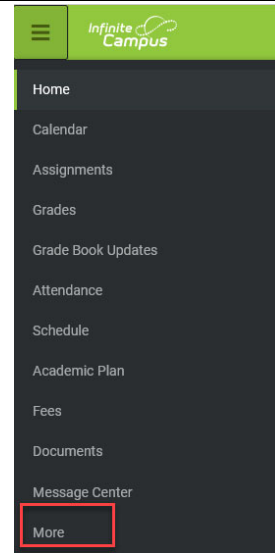 Infinite
Campus
Home
Calendar
Assignments
Grades
Grade Book Updates
Attendance
Schedule
Academic Plan
Fees
Documents
Message Center
More